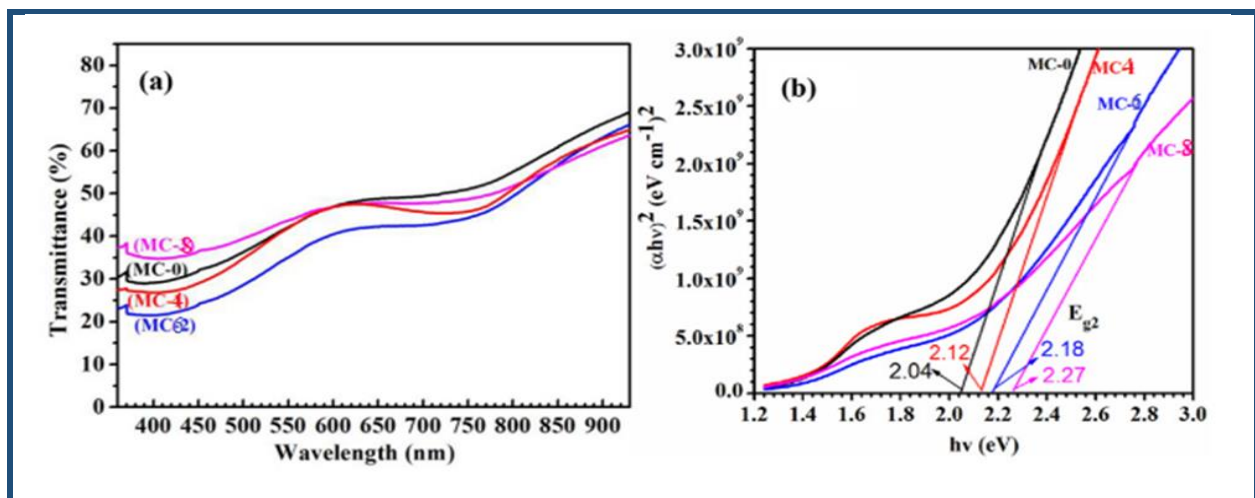 (a)
80
70
60
50
40
30
20
10
0
Transmittance (%)
(MC-8)
(MC-0)
(MC-4)
400 450 500 550 600 650 700 750 800 850 900
Wavelength (nm)
(b)
3.0x10⁹
2.5x10⁹
2.0x10⁹
1.5x10⁹
1.0x10⁹
5.0x10⁸
0.0
(αhν)² (eV cm⁻¹)²
MC-0
MC-8
E_g2
2.12
2.04
2.18
2.27
1.2 1.4 1.6 1.8 2.0 2.2 2.4 2.6 2.8 3.0
hν (eV)